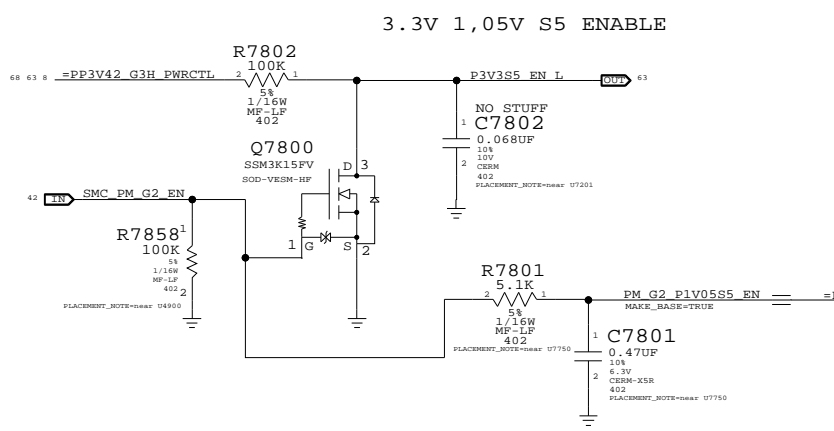 3.3V 1,05V S5 ENABLE
R7802
100K
68 63 8 =PP3V42_G3H_PWRCTL 2 1
5%
1/16W
MF-LF
402
P3V3S5_EN_L OUT 63
NO STUFF
1 C7802
0.068UF
10%
10V
2 CERM
402
PLACEMENT_NOTE=near U7201
Q7800
SSM3K15FV
SOD-VESM-HF
D 3
1 G S 2
42 IN SMC_PM_G2_EN
R7858 1
100K
5%
1/16W
MF-LF
402 2
PLACEMENT_NOTE=near U4900
R7801
5.1K
2 1
5%
1/16W
MF-LF
402
PLACEMENT_NOTE=near U7750
PM_G2_P1V05S5_EN
MAKE_BASE=TRUE
1 C7801
0.47UF
10%
6.3V
2 CERM-X5R
402
PLACEMENT_NOTE=near U7750